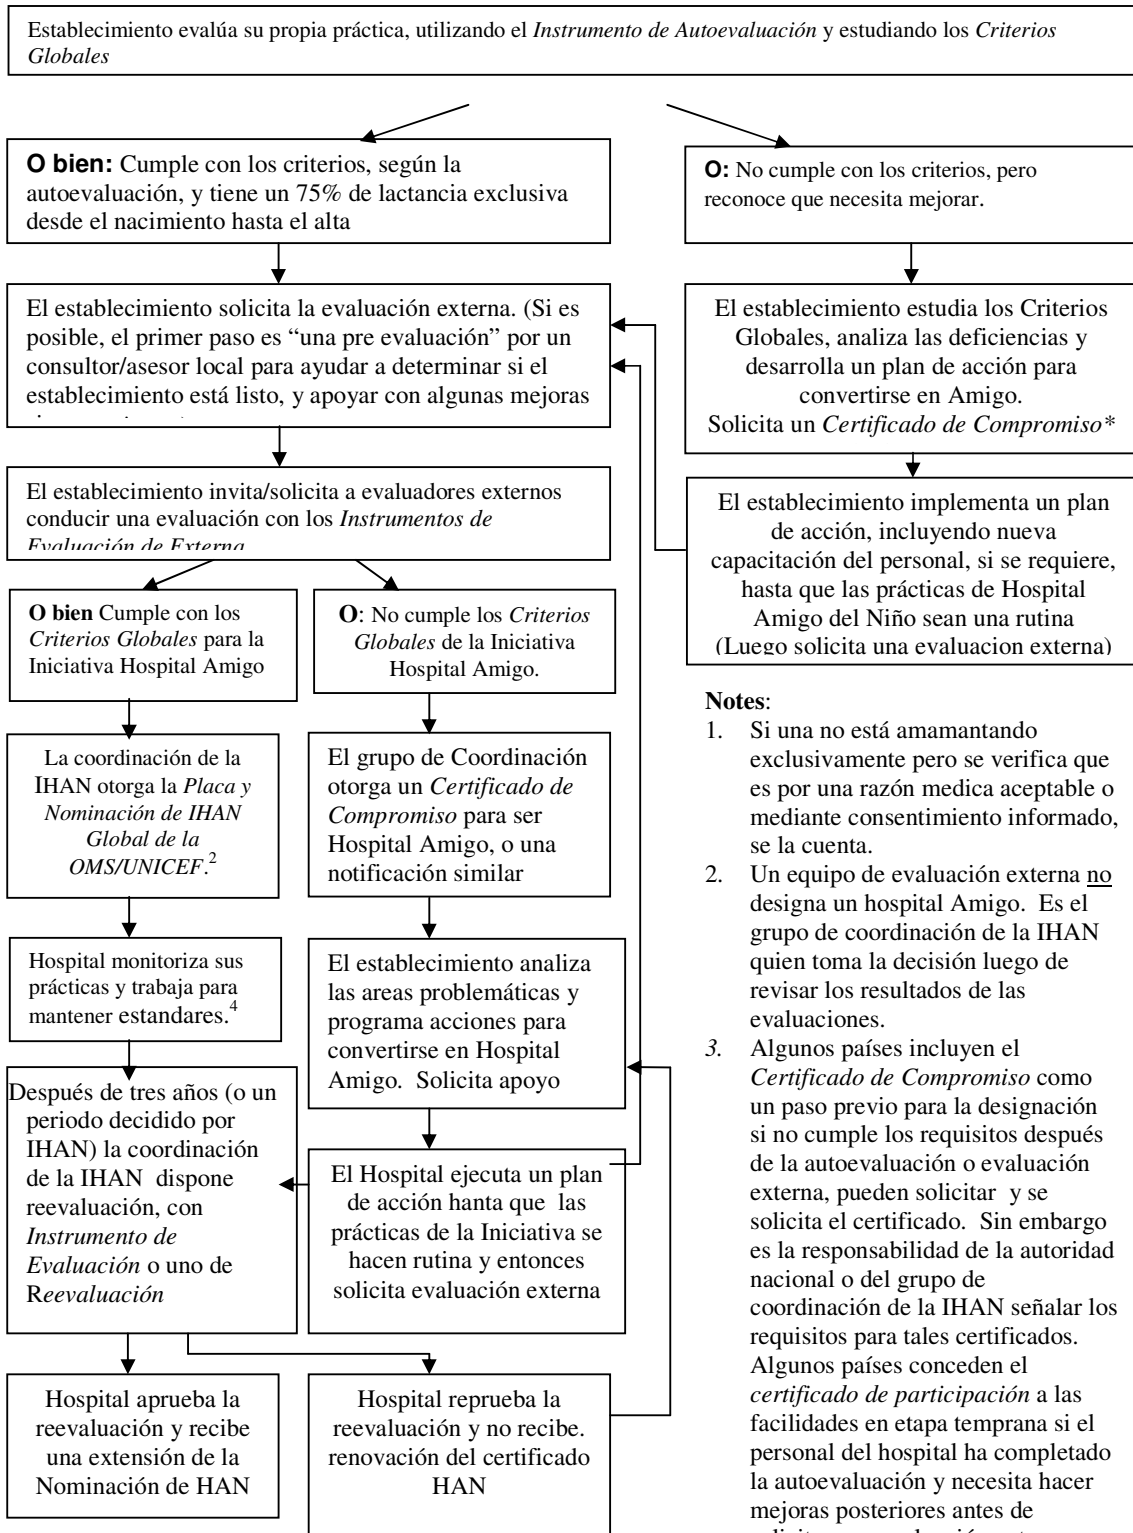 Establecimiento evalúa su propia práctica, utilizando el Instrumento de Autoevaluación y estudiando los Criterios
Globales
O bien: Cumple con los criterios, según la
autoevaluación, y tiene un 75% de lactancia exclusiva
desde el nacimiento hasta el alta
O: No cumple con los criterios, pero
reconoce que necesita mejorar.
El establecimiento solicita la evaluación externa. (Si es
posible, el primer paso es “una pre evaluación” por un
consultor/asesor local para ayudar a determinar si el
establecimiento está listo, y apoyar con algunas mejoras
El establecimiento estudia los Criterios
Globales, analiza las deficiencias y
desarrolla un plan de acción para
convertirse en Amigo.
Solicita un Certificado de Compromiso*
El establecimiento invita/solicita a evaluadores externos
conducir una evaluación con los Instrumentos de
Evaluación de Externa
El establecimiento implementa un plan
de acción, incluyendo nueva
capacitación del personal, si se requiere,
hasta que las prácticas de Hospital
Amigo del Niño sean una rutina
(Luego solicita una evaluacion externa)
O bien Cumple con los
Criterios Globales para la
Iniciativa Hospital Amigo
O: No cumple los Criterios
Globales de la Iniciativa
Hospital Amigo.
La coordinación de la
IHAN otorga la Placa y
Nominación de IHAN
Global de la
OMS/UNICEF.2
El grupo de Coordinación
otorga un Certificado de
Compromiso para ser
Hospital Amigo, o una
notificación similar
Hospital monitoriza sus
prácticas y trabaja para
mantener estandares.4
El establecimiento analiza
las areas problemáticas y
programa acciones para
convertirse en Hospital
Amigo. Solicita apoyo
Después de tres años (o un
periodo decidido por
IHAN) la coordinación
de la IHAN dispone
reevaluación, con
Instrumento de
Evaluación o uno de
Reevaluación
El Hospital ejecuta un plan
de acción hanta que las
prácticas de la Iniciativa se
hacen rutina y entonces
solicita evaluación externa
Hospital aprueba la
reevaluación y recibe
una extensión de la
Nominación de HAN
Hospital reprueba la
reevaluación y no recibe.
renovación del certificado
HAN
Notes:
1. Si una no está amamantando
exclusivamente pero se verifica que
es por una razón medica aceptable o
mediante consentimiento informado,
se la cuenta.
2. Un equipo de evaluación externa no
designa un hospital Amigo. Es el
grupo de coordinación de la IHAN
quien toma la decisión luego de
revisar los resultados de las
evaluaciones.
3. Algunos países incluyen el
Certificado de Compromiso como
un paso previo para la designación
si no cumple los requisitos después
de la autoevaluación o evaluación
externa, pueden solicitar y se
solicita el certificado. Sin embargo
es la responsabilidad de la autoridad
nacional o del grupo de
coordinación de la IHAN señalar los
requisitos para tales certificados.
Algunos países conceden el
certificado de participación a las
facilidades en etapa temprana si el
personal del hospital ha completado
la autoevaluación y necesita hacer
mejoras posteriores antes de